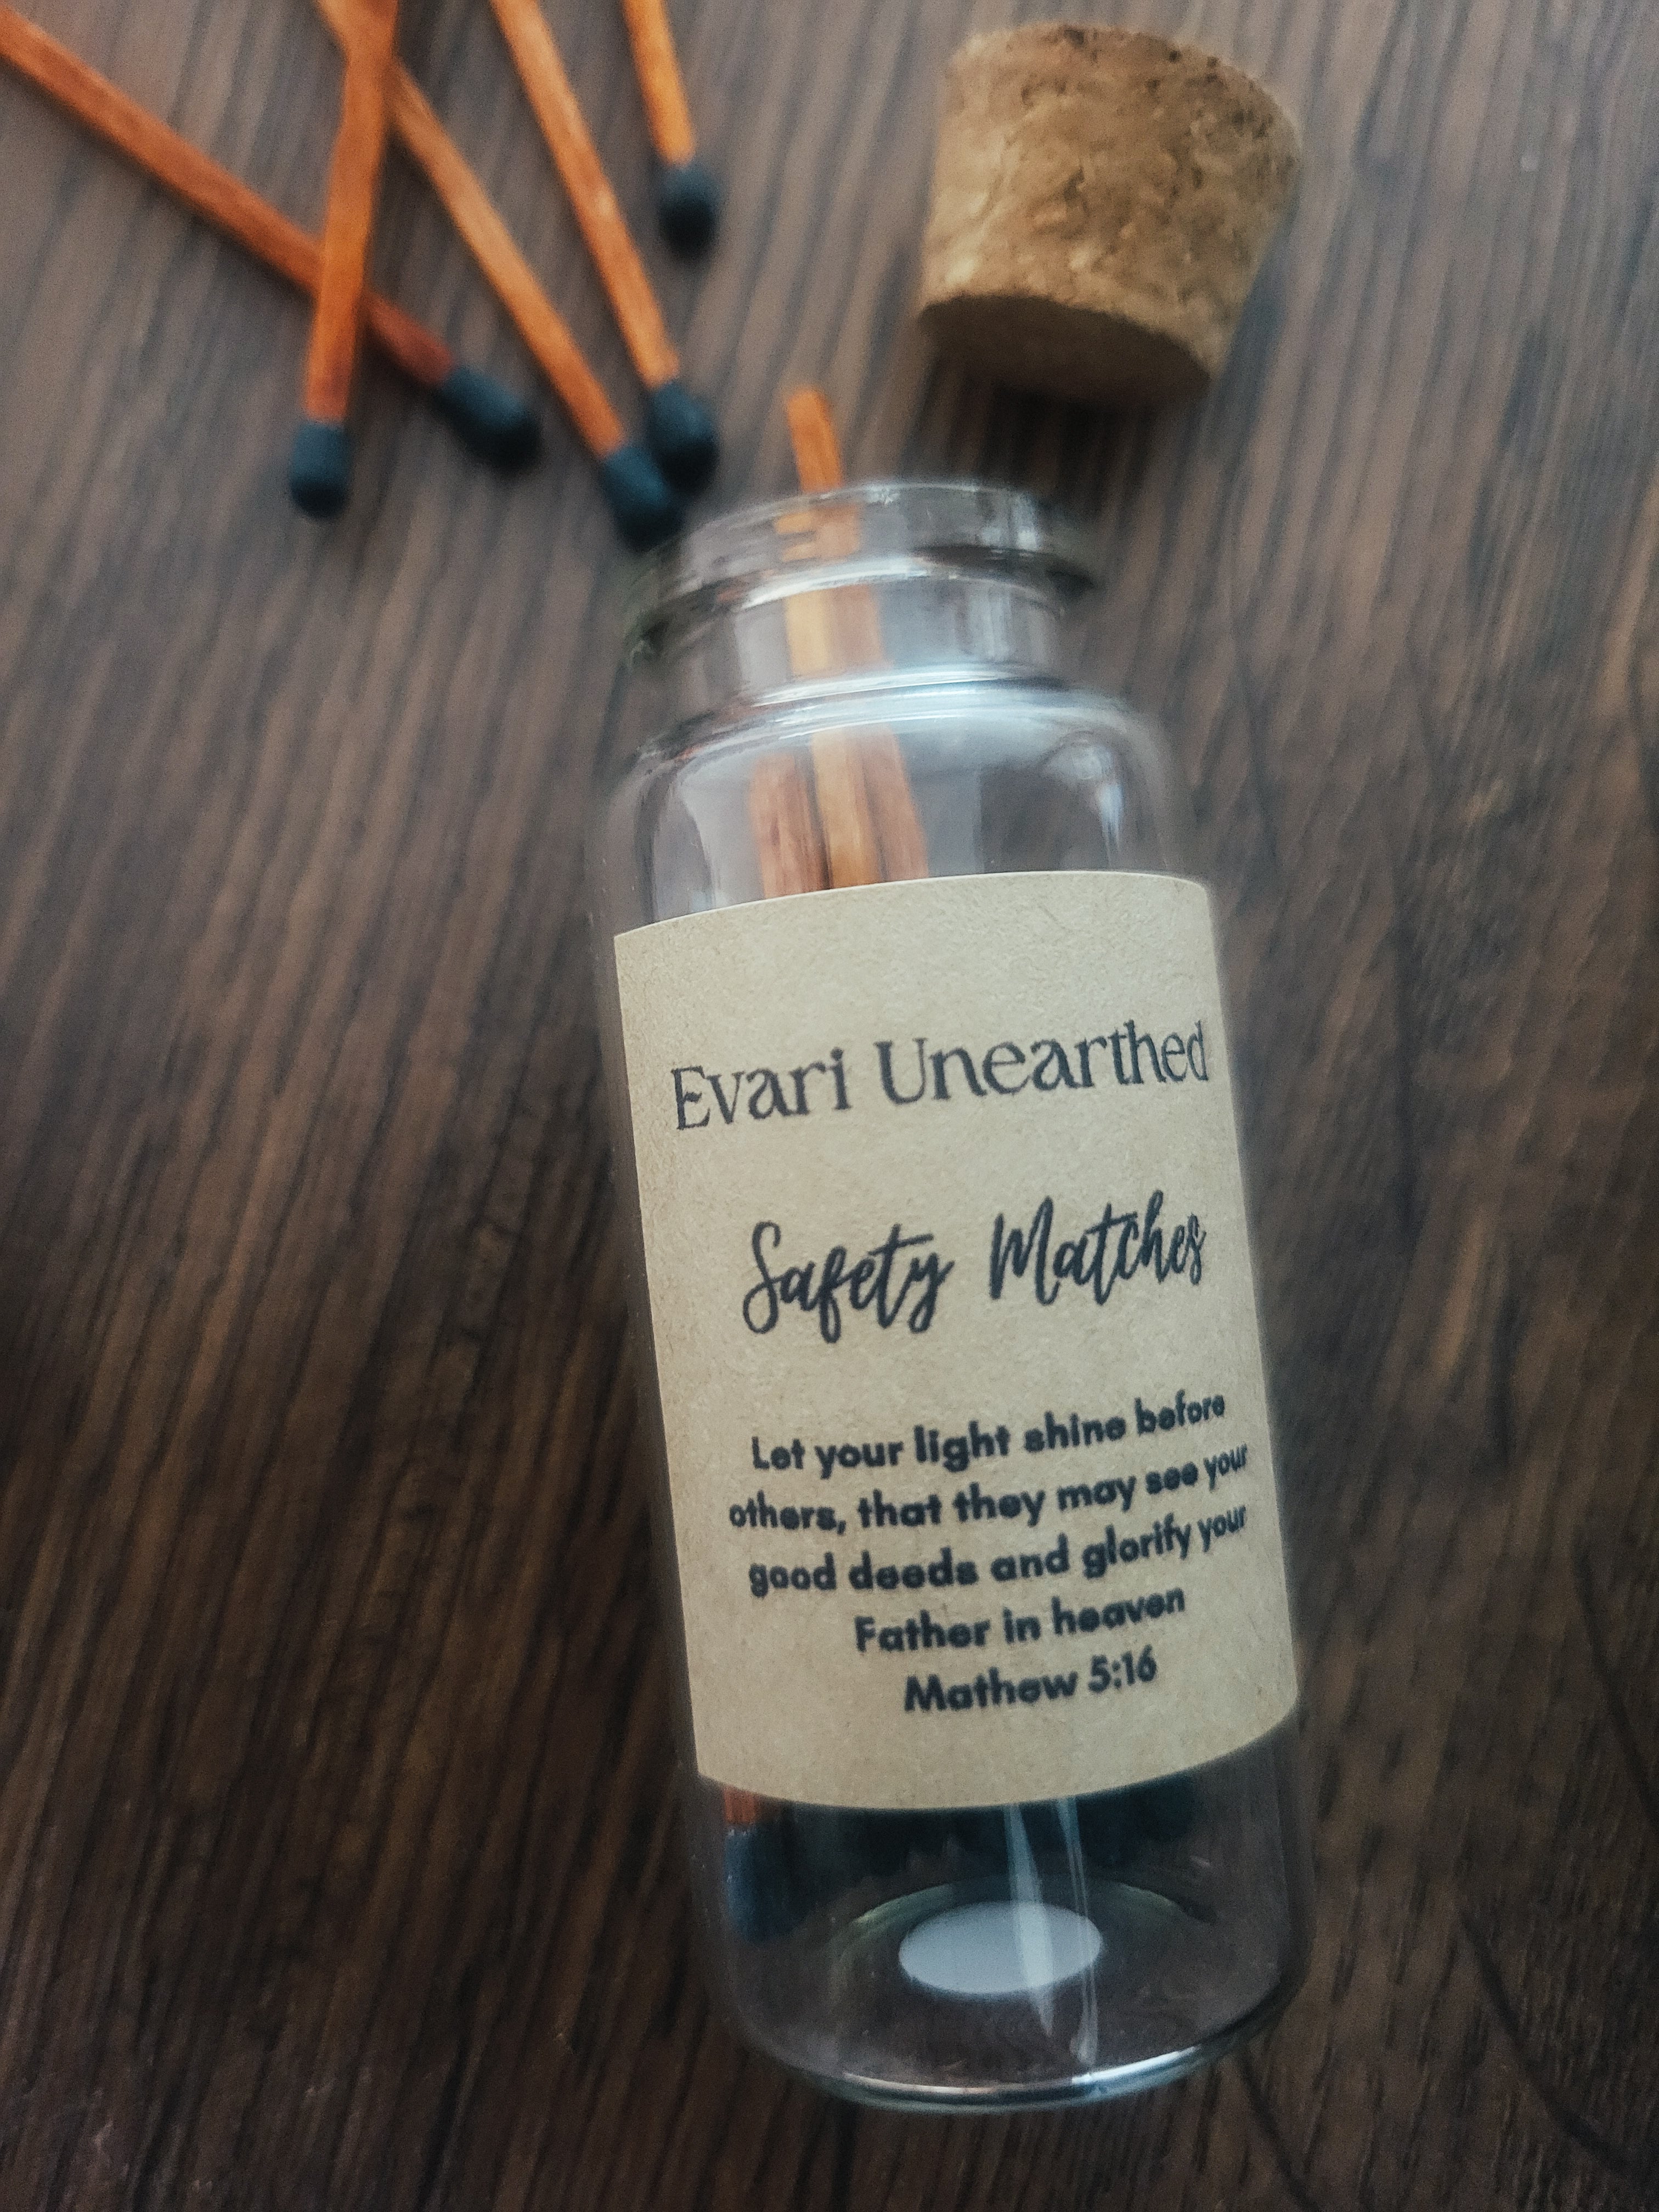 Evari Unearthed
Safety Matches
Let your light shine before
others, that they may see your
good deeds and glorify your
Father in heaven
Mathew 5:16